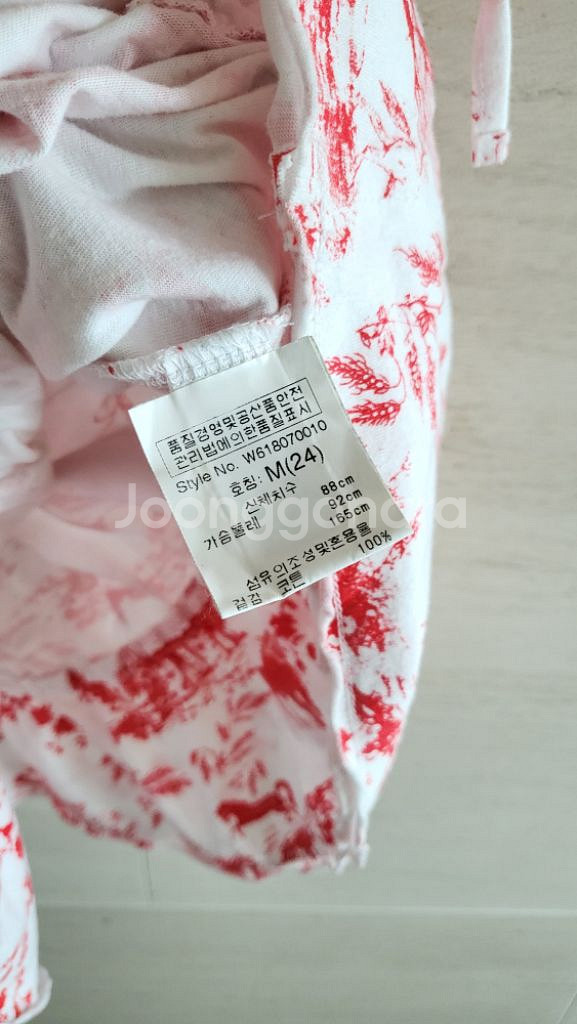 품질경영및공산품안전
관리법에의한품질표시
Style No. W618070010
호칭: M(24)
신체치수 88cm
가슴둘레 92cm
165cm
섬유의조성및혼용율
겉감 코튼 100%
Joonggonara